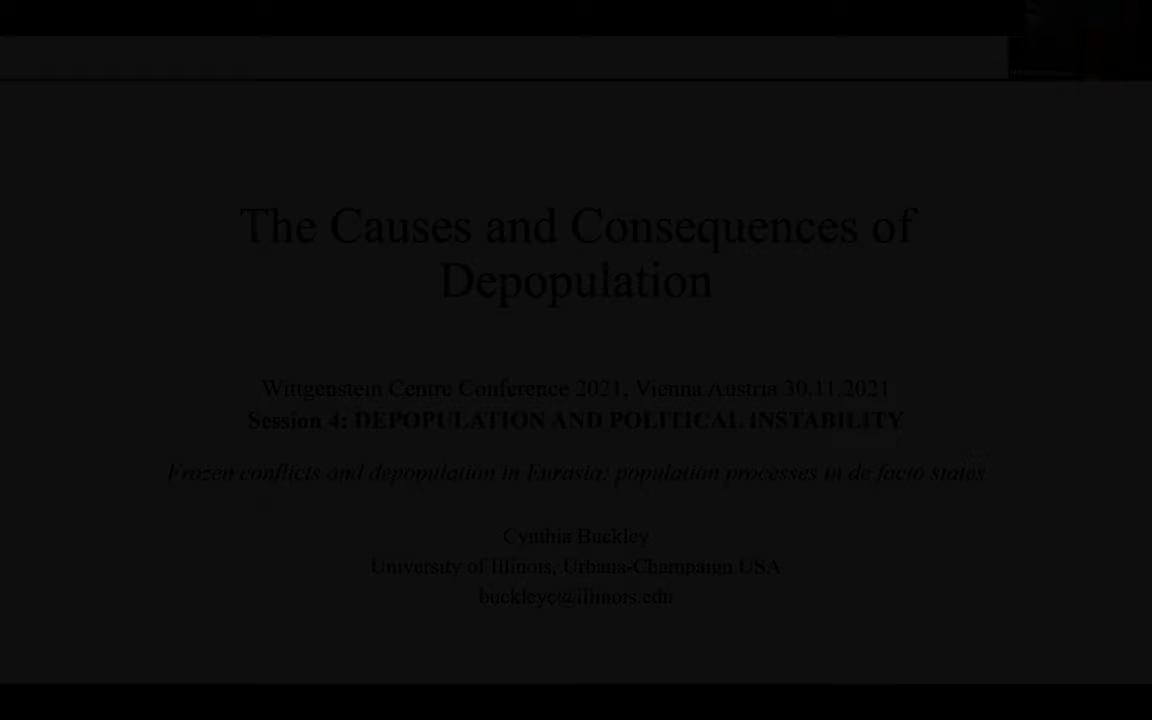 The Causes and Consequences of
Depopulation
Wittgenstein Centre Conference 2021, Vienna Austria 30.11.2021
Session 4: DEPOPULATION AND POLITICAL INSTABILITY
Frozen conflicts and depopulation in Eurasia: population processes in de facto states
Cynthia Buckley
University of Illinois, Urbana-Champaign USA
buckleyc@illinois.edu